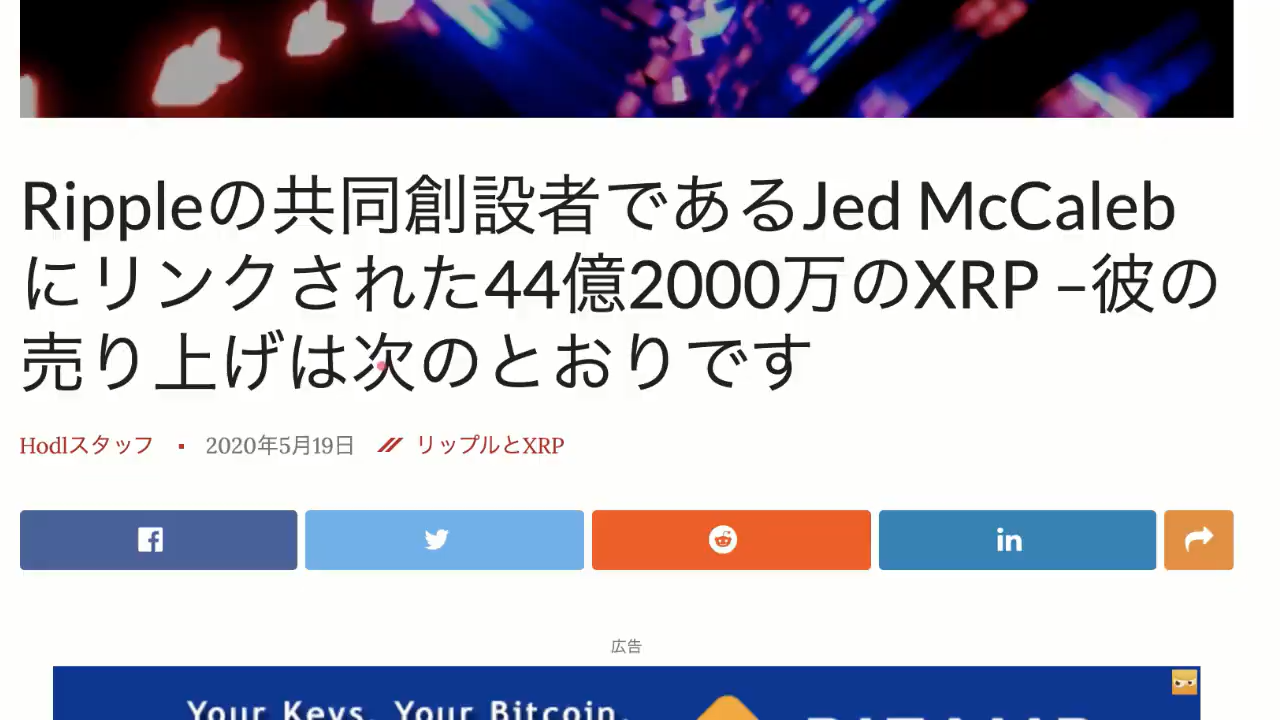 Rippleの共同創設者であるJed McCaleb
にリンクされた44億2000万のXRP –彼の
売り上げは次のとおりです
Hodlスタッフ ▪ 2020年5月19日 // リップルとXRP
広告
Your Keys. Your Bitcoin.